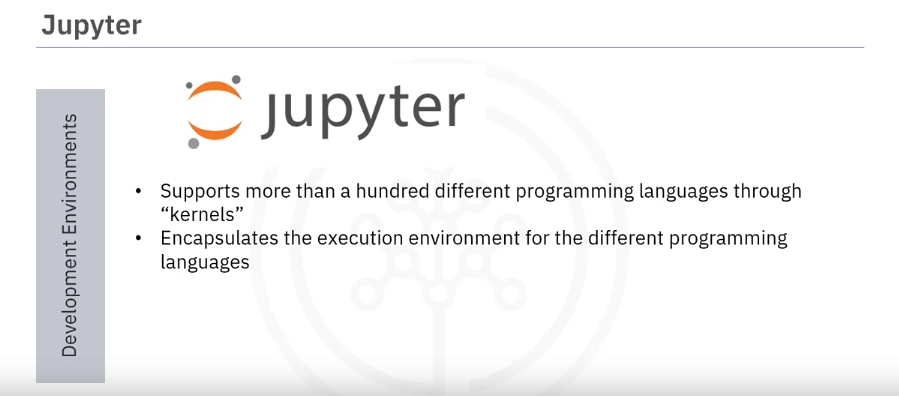 Jupyter
Development Environments
jupyter
• Supports more than a hundred different programming languages through
“kernels”
• Encapsulates the execution environment for the different programming
languages